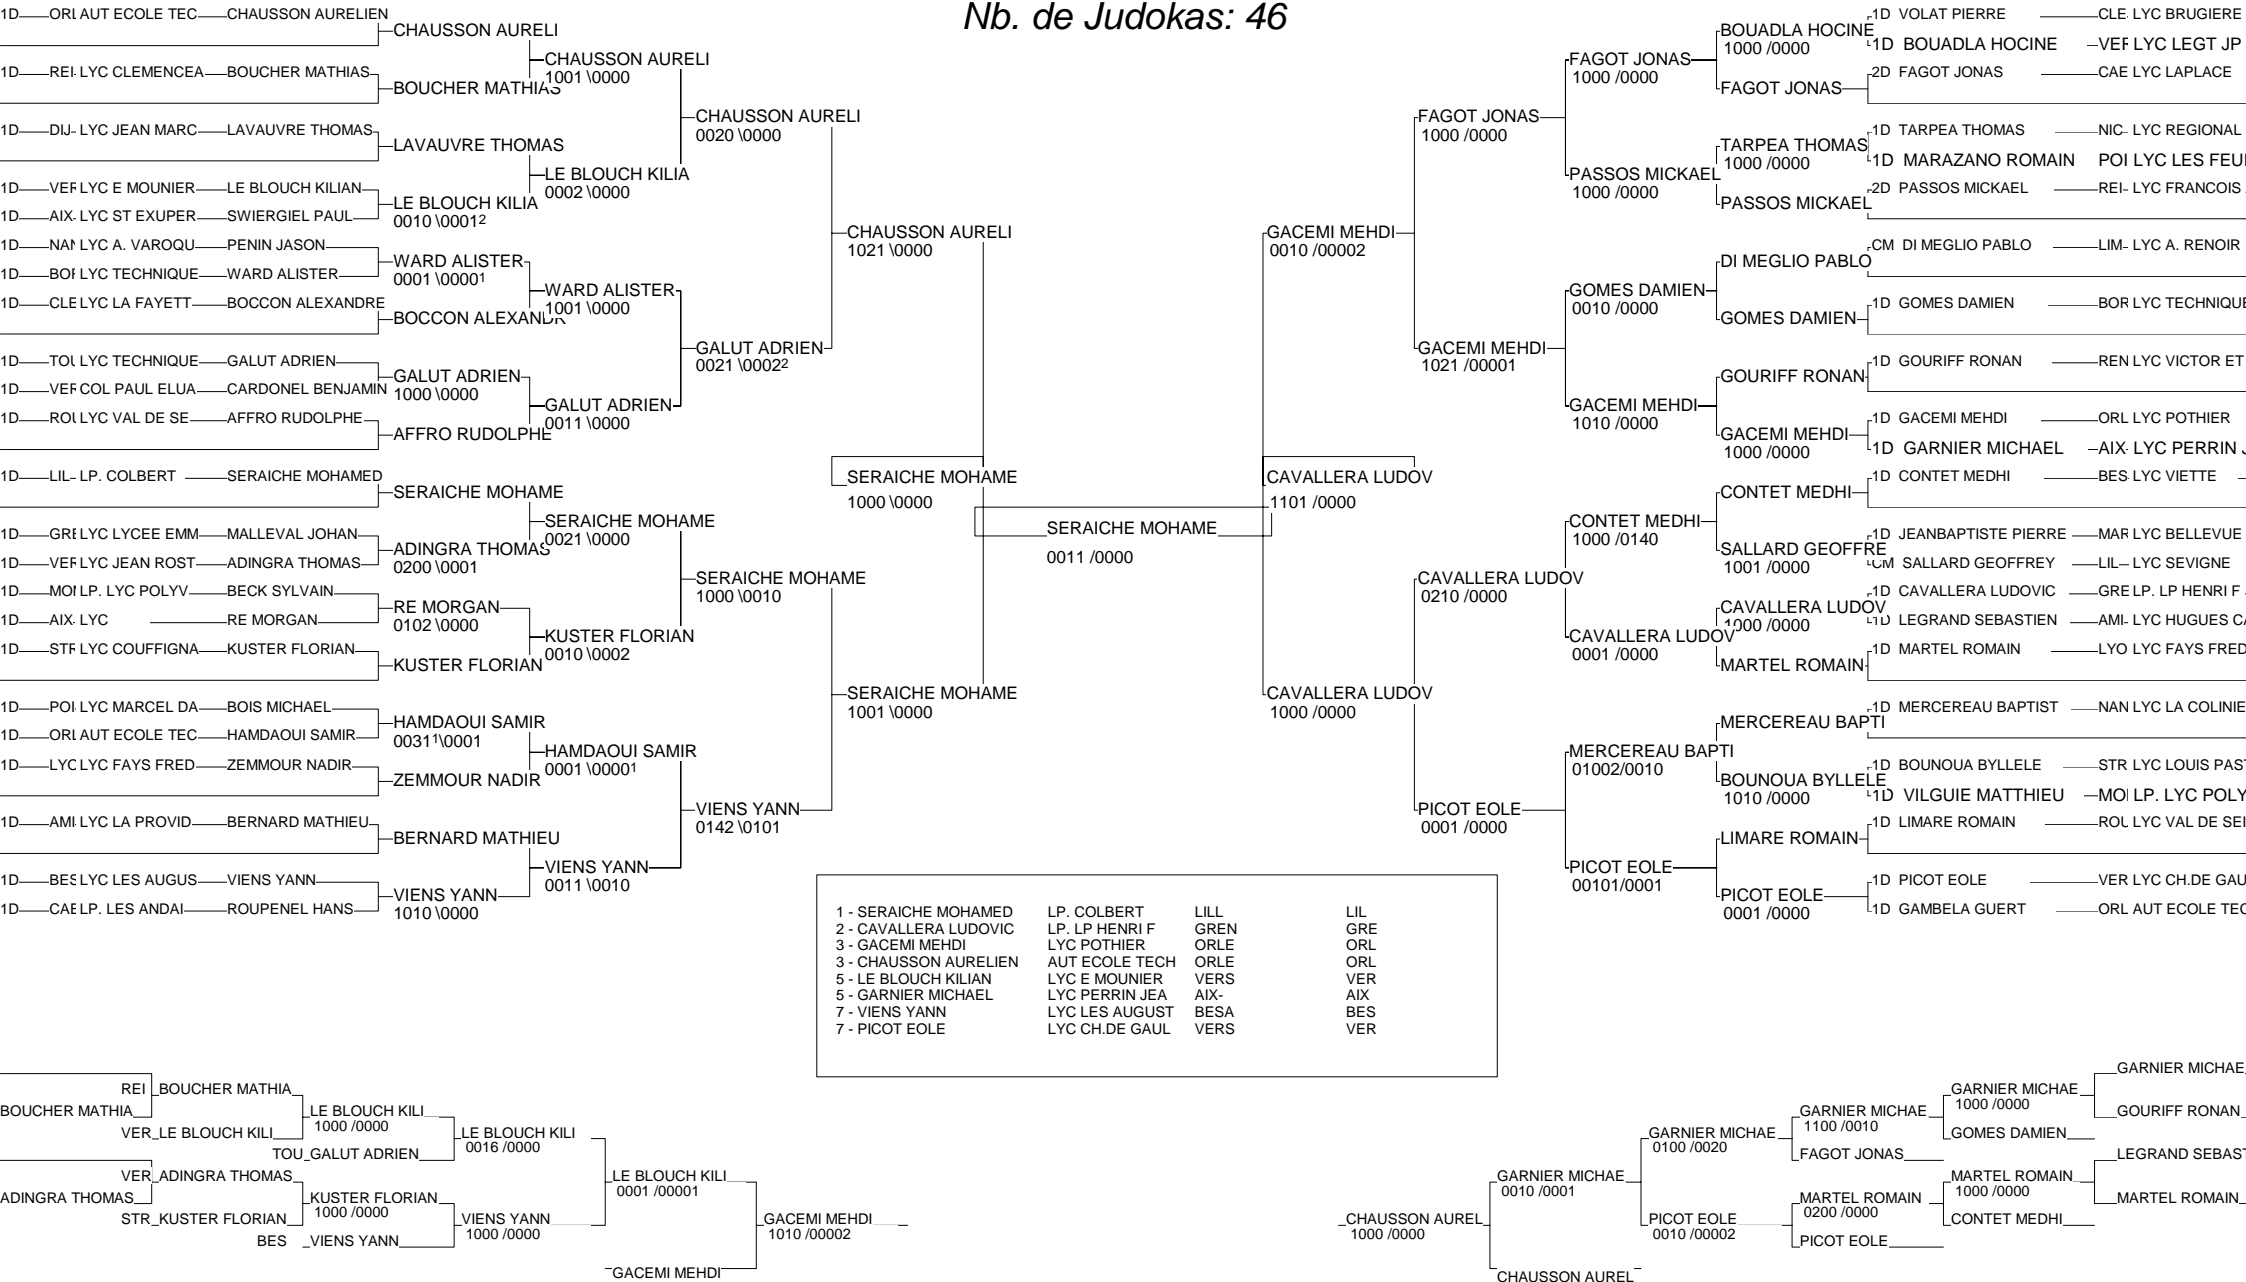 Nb. de Judokas: 46
1D ORL AUT ECOLE TEC CHAUSSON AURELIEN
CHAUSSON AURELI
CHAUSSON AURELI
1001 \0000
1D REI- LYC CLEMENCEA BOUCHER MATHIAS
BOUCHER MATHIAS
CHAUSSON AURELI
0020 \0000
1D DIJ- LYC JEAN MARC LAVAUVRE THOMAS
LAVAUVRE THOMAS
LE BLOUCH KILIA
0002 \0000
1D VER LYC E MOUNIER LE BLOUCH KILIAN
LE BLOUCH KILIA
0010 \00012
1D AIX- LYC ST EXUPER SWIERGIEL PAUL
CHAUSSON AURELI
1021 \0000
1D NAN LYC A. VAROQU PENIN JASON
WARD ALISTER
0001 \00001
1D BOR LYC TECHNIQUE WARD ALISTER
WARD ALISTER
1001 \0000
1D CLE LYC LA FAYETT BOCCON ALEXANDRE
BOCCON ALEXANDR
GALUT ADRIEN
0021 \00022
1D TOU LYC TECHNIQUE GALUT ADRIEN
GALUT ADRIEN
1000 \0000
1D VER COL PAUL ELUA CARDONEL BENJAMIN
GALUT ADRIEN
0011 \0000
1D ROU LYC VAL DE SE AFFRO RUDOLPHE
AFFRO RUDOLPHE
1D LIL- LP. COLBERT SERAICHE MOHAMED
SERAICHE MOHAME
SERAICHE MOHAME
1000 \0000
SERAICHE MOHAME
0021 \0000
1D GRE LYC LYCEE EMM MALLEVAL JOHAN
ADINGRA THOMAS
0200 \0001
1D VER LYC JEAN ROST ADINGRA THOMAS
SERAICHE MOHAME
1000 \0010
1D MON LP. LYC POLYV BECK SYLVAIN
RE MORGAN
0102 \0000
1D AIX- LYC RE MORGAN
KUSTER FLORIAN
0010 \0002
1D STR LYC COUFFIGNA KUSTER FLORIAN
KUSTER FLORIAN
SERAICHE MOHAME
1001 \0000
1D POI- LYC MARCEL DA BOIS MICHAEL
HAMDAOUI SAMIR
00311\0001
1D ORL AUT ECOLE TEC HAMDAOUI SAMIR
HAMDAOUI SAMIR
0001 \00001
1D LYO LYC FAYS FRED ZEMMOUR NADIR
ZEMMOUR NADIR
VIENS YANN
0142 \0101
1D AMI- LYC LA PROVID BERNARD MATHIEU
BERNARD MATHIEU
VIENS YANN
0011 \0010
1D BES LYC LES AUGUS VIENS YANN
VIENS YANN
1010 \0000
1D CAE LP. LES ANDAI ROUPENEL HANS
SERAICHE MOHAME
0011 /0000
1D VOLAT PIERRE CLE- LYC BRUGIERE
BOUADLA HOCINE
1000 /0000
1D BOUADLA HOCINE VER LYC LEGT JP
FAGOT JONAS
1000 /0000
2D FAGOT JONAS CAE LYC LAPLACE
FAGOT JONAS
FAGOT JONAS
1000 /0000
1D TARPEA THOMAS NIC- LYC REGIONAL
TARPEA THOMAS
1000 /0000
1D MARAZANO ROMAIN POI LYC LES FEUI
PASSOS MICKAEL
1000 /0000
2D PASSOS MICKAEL REI- LYC FRANCOIS
PASSOS MICKAEL
GACEMI MEHDI
0010 /00002
CM DI MEGLIO PABLO LIM- LYC A. RENOIR
DI MEGLIO PABLO
GOMES DAMIEN
0010 /0000
1D GOMES DAMIEN BOR LYC TECHNIQUE
GOMES DAMIEN
GACEMI MEHDI
1021 /00001
1D GOURIFF RONAN REN LYC VICTOR ET
GOURIFF RONAN
GACEMI MEHDI
1010 /0000
1D GACEMI MEHDI ORL LYC POTHIER
GACEMI MEHDI
1000 /0000
1D GARNIER MICHAEL AIX- LYC PERRIN J
CAVALLERA LUDOV
1101 /0000
1D CONTET MEDHI BES LYC VIETTE
CONTET MEDHI
CONTET MEDHI
1000 /0140
1D JEANBAPTISTE PIERRE MAR LYC BELLEVUE
SALLARD GEOFFRE
1001 /0000
CM SALLARD GEOFFREY LIL- LYC SEVIGNE
CAVALLERA LUDOV
0210 /0000
1D CAVALLERA LUDOVIC GRE LP. LP HENRI F
CAVALLERA LUDOV
1000 /0000
1D LEGRAND SEBASTIEN AMI- LYC HUGUES CA
CAVALLERA LUDOV
0001 /0000
1D MARTEL ROMAIN LYO LYC FAYS FRED
MARTEL ROMAIN
CAVALLERA LUDOV
1000 /0000
1D MERCEREAU BAPTIST NAN LYC LA COLINIE
MERCEREAU BAPTI
MERCEREAU BAPTI
01002/0010
1D BOUNOUA BYLLELE STR LYC LOUIS PAST
BOUNOUA BYLLELE
1010 /0000
1D VILGUIE MATTHIEU MON LP. LYC POLY
PICOT EOLE
0001 /0000
1D LIMARE ROMAIN ROU LYC VAL DE SEI
LIMARE ROMAIN
PICOT EOLE
00101/0001
1D PICOT EOLE VER LYC CH.DE GAU
PICOT EOLE
0001 /0000
1D GAMBELA GUERT ORL AUT ECOLE TEC
1 - SERAICHE MOHAMED LP. COLBERT LILL LIL
2 - CAVALLERA LUDOVIC LP. LP HENRI F GREN GRE
3 - GACEMI MEHDI LYC POTHIER ORLE ORL
3 - CHAUSSON AURELIEN AUT ECOLE TECH ORLE ORL
5 - LE BLOUCH KILIAN LYC E MOUNIER VERS VER
5 - GARNIER MICHAEL LYC PERRIN JEA AIX- AIX
7 - VIENS YANN LYC LES AUGUST BESA BES
7 - PICOT EOLE LYC CH.DE GAUL VERS VER
REI BOUCHER MATHIA
BOUCHER MATHIA
LE BLOUCH KILI
1000 /0000
VER LE BLOUCH KILI
LE BLOUCH KILI
0016 /0000
TOU GALUT ADRIEN
VER ADINGRA THOMAS
LE BLOUCH KILI
0001 /00001
ADINGRA THOMAS
KUSTER FLORIAN
1000 /0000
STR KUSTER FLORIAN
VIENS YANN
1000 /0000
GACEMI MEHDI
1010 /00002
BES VIENS YANN
GACEMI MEHDI
GARNIER MICHAE
GARNIER MICHAE
1000 /0000
GARNIER MICHAE
1100 /0010
GOURIFF RONAN
GARNIER MICHAE
0100 /0020
GOMES DAMIEN
FAGOT JONAS
LEGRAND SEBAST
GARNIER MICHAE
0010 /0001
MARTEL ROMAIN
1000 /0000
MARTEL ROMAIN
0200 /0000
MARTEL ROMAIN
CHAUSSON AUREL
1000 /0000
PICOT EOLE
0010 /00002
CONTET MEDHI
PICOT EOLE
CHAUSSON AUREL